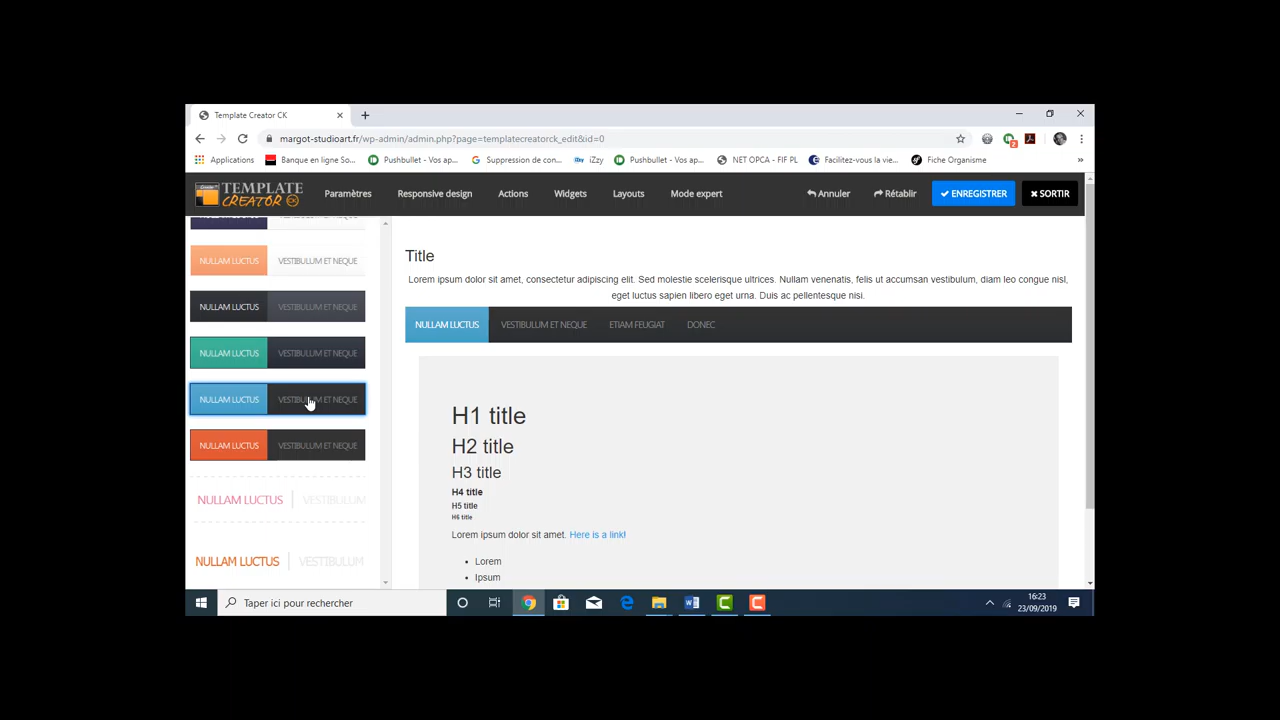 Template Creator CK
margot-studioart.fr/wp-admin/admin.php?page=templatecreatorck_edit&id=0
Applications Banque en ligne So... Pushbullet - Vos ap... Suppression de con... iZzy Pushbullet - Vos ap... NET OPCA - FIF PL Facilitez-vous la vie... Fiche Organisme »
TEMPLATE CREATOR CK Paramètres Responsive design Actions Widgets Layouts Mode expert Annuler Rétablir ENREGISTRER SORTIR
NULLAM LUCTUS VESTIBULUM ET NEQUE
NULLAM LUCTUS VESTIBULUM ET NEQUE
NULLAM LUCTUS VESTIBULUM ET NEQUE
NULLAM LUCTUS VESTIBULUM ET NEQUE
NULLAM LUCTUS VESTIBULUM ET NEQUE
NULLAM LUCTUS VESTIBULUM
NULLAM LUCTUS VESTIBULUM
Title
Lorem ipsum dolor sit amet, consectetur adipiscing elit. Sed molestie scelerisque ultrices. Nullam venenatis, felis ut accumsan vestibulum, diam leo congue nisl,
eget luctus sapien libero eget urna. Duis ac pellentesque nisi.
NULLAM LUCTUS VESTIBULUM ET NEQUE ETIAM FEUGIAT DONEC
H1 title
H2 title
H3 title
H4 title
H5 title
H6 title
Lorem ipsum dolor sit amet. Here is a link!
• Lorem
• Ipsum
Taper ici pour rechercher
16:23
23/09/2019